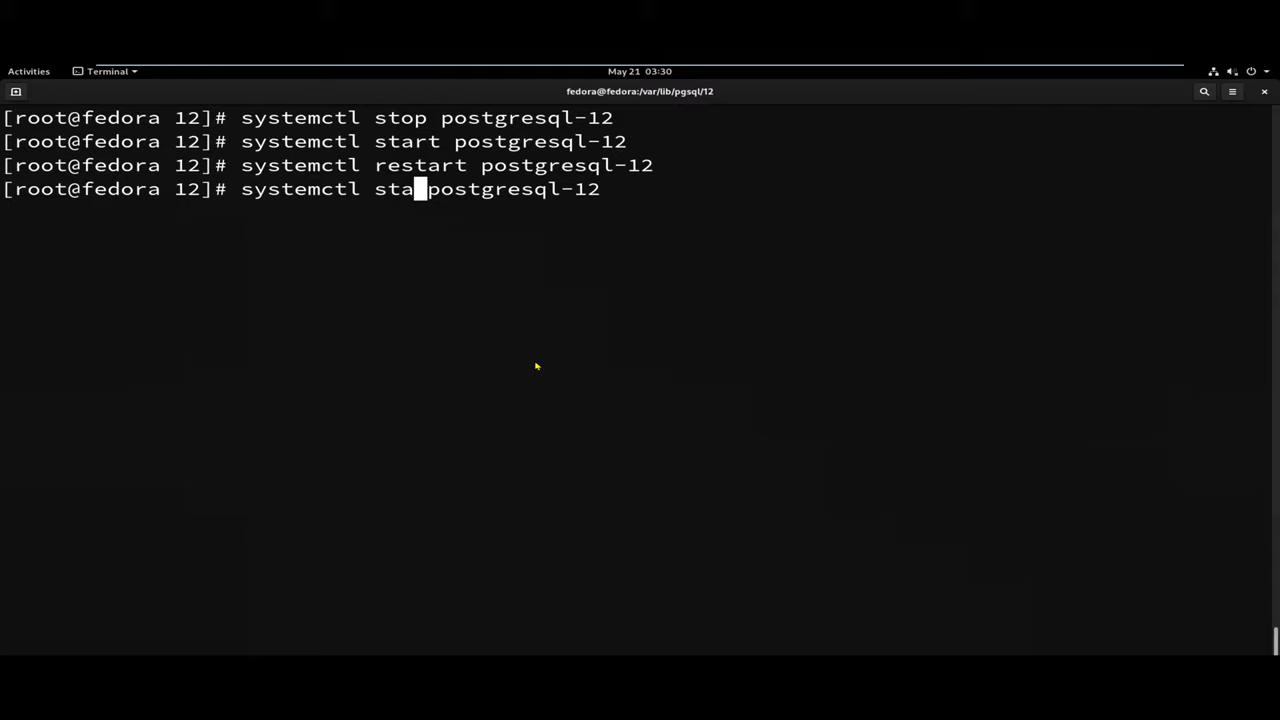 Activities
Terminal
May 21 03:30
fedora@fedora:/var/lib/pgsql/12
[root@fedora 12]# systemctl stop postgresql-12
[root@fedora 12]# systemctl start postgresql-12
[root@fedora 12]# systemctl restart postgresql-12
[root@fedora 12]# systemctl sta postgresql-12